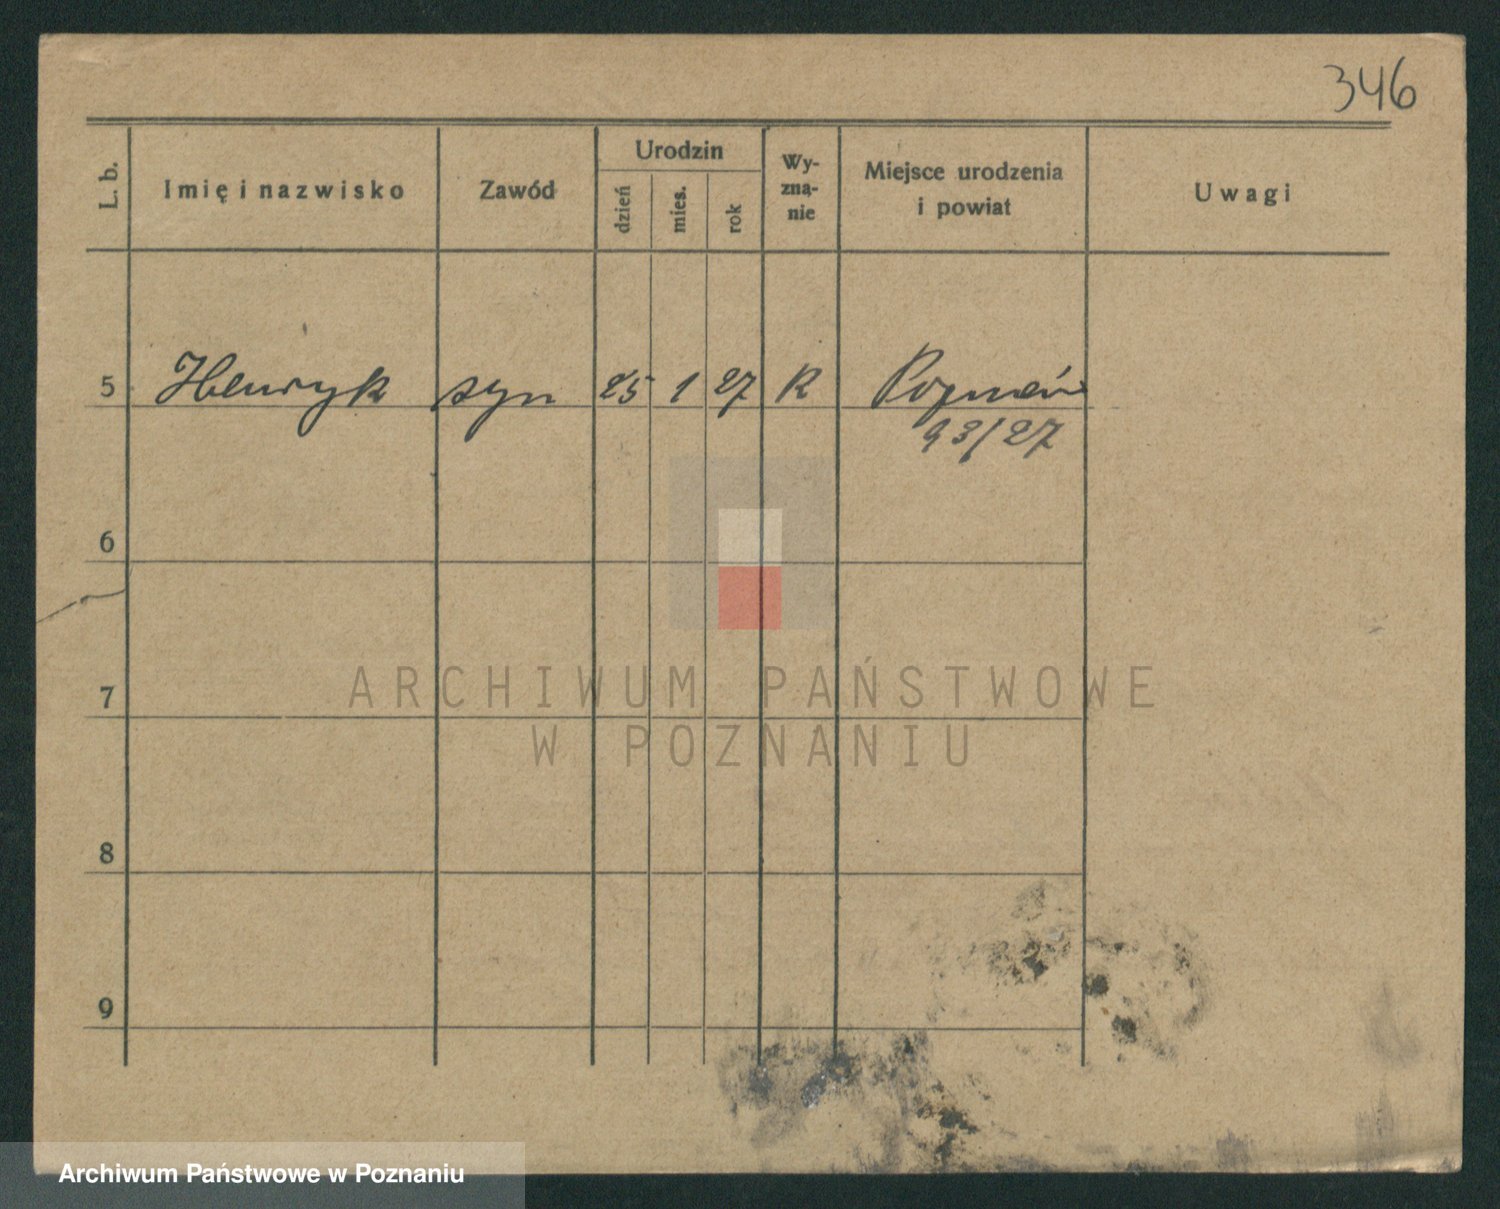 346
L. b. Imię i nazwisko Zawód Urodzin dzień mies. rok Wy-zna-nie Miejsce urodzenia i powiat Uwagi
5 Henryk syn 25 1 27 R Poznań
93/27
6
ARCHIWUM PAŃSTWOWE
7
W POZNANIU
8
9
Archiwum Państwowe w Poznaniu